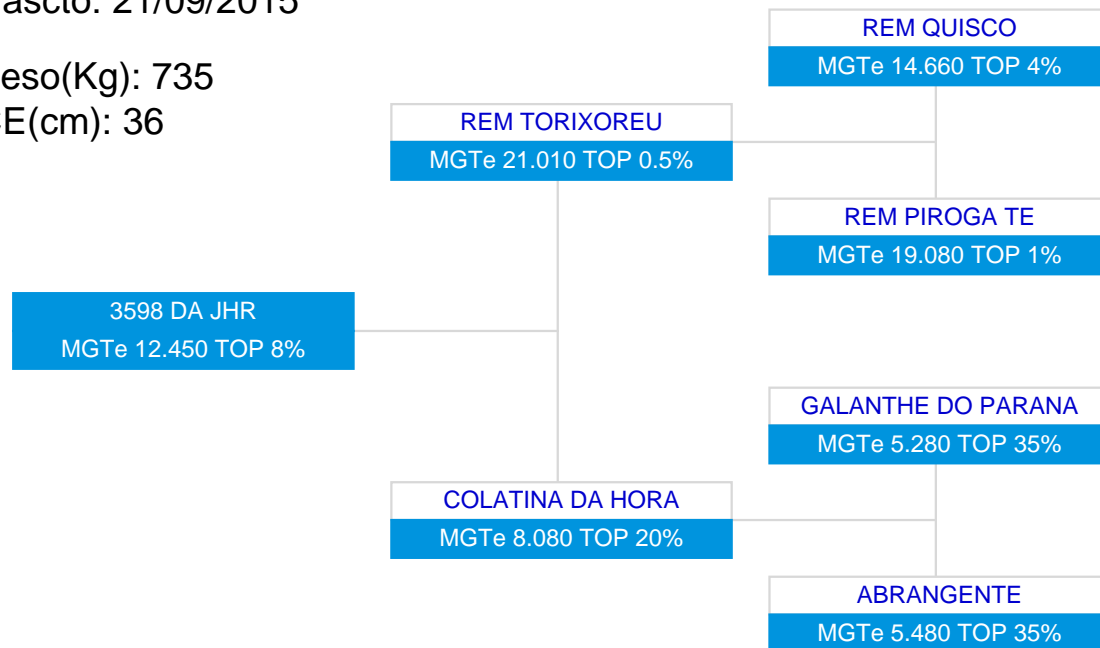 ascto: 21/09/2015
eso(Kg): 735
E(cm): 36
REM QUISCO
MGTe 14.660 TOP 4%
REM TORIXOREU
MGTe 21.010 TOP 0.5%
REM PIROGA TE
MGTe 19.080 TOP 1%
3598 DA JHR
MGTe 12.450 TOP 8%
GALANTHE DO PARANA
MGTe 5.280 TOP 35%
COLATINA DA HORA
MGTe 8.080 TOP 20%
ABRANGENTE
MGTe 5.480 TOP 35%